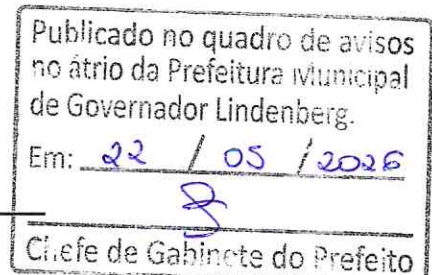 Publicado no quadro de avisos
no átrio da Prefeitura Municipal
de Governador Lindenberg.
Em: 22 / 05 / 2026
Chefe de Gabinete do Prefeito